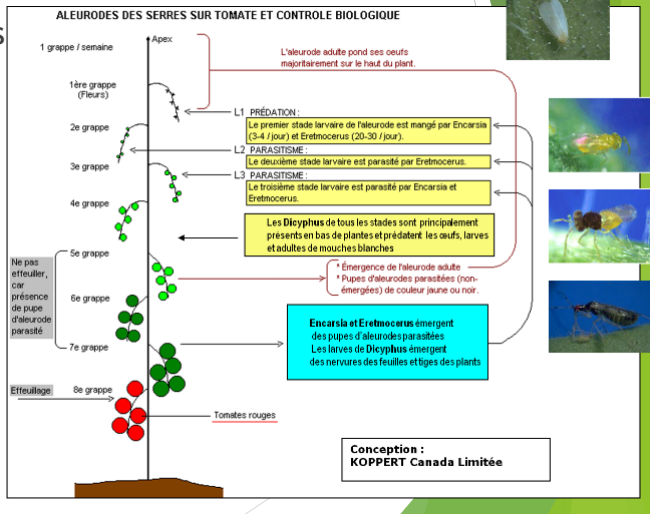 S
ALEURODES DES SERRES SUR TOMATE ET CONTROLE BIOLOGIQUE
1 grappe / semaine
Apex
L'aleurode adulte pond ses oeufs
majoritairement sur le haut du plant.
1ère grappe
(Fleurs)
L1 PRÉDATION :
Le premier stade larvaire de l'aleurode est mangé par Encarsia
(3-4 / jour) et Eretmocerus (20-30 / jour).
2e grappe
L2 PARASITISME :
Le deuxième stade larvaire est parasité par Eretmocerus.
3e grappe
L3 PARASITISME :
Le troisième stade larvaire est parasité par Encarsia et
Eretmocerus.
4e grappe
Les Dicyphus de tous les stades sont principalement
présents en bas de plantes et prédatent les œufs, larves
et adultes de mouches blanches
5e grappe
Ne pas
effeuiller,
car
présence
de pupe
d'aleurode
parasité
* Émergence de l'aleurode adulte
* Pupes d'aleurodes parasitées (non-
émergées) de couleur jaune ou noir.
6e grappe
Encarsia et Eretmocerus émergent
des pupes d'aleurodes parasitées
Les larves de Dicyphus émergent
des nervures des feuilles et tiges des plants
7e grappe
Effeuillage
8e grappe
Tomates rouges
Conception :
KOPPERT Canada Limitée